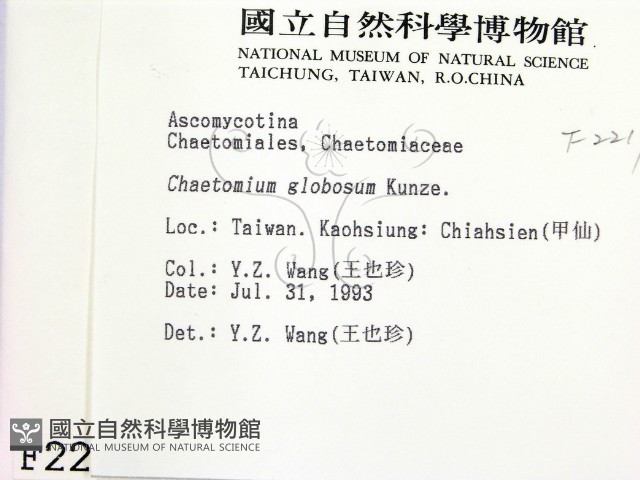 國立自然科學博物館
NATIONAL MUSEUM OF NATURAL SCIENCE
TAICHUNG, TAIWAN, R.O.CHINA
Ascomycotina
Chaetomiales, Chaetomiaceae
F221
Chaetomium globosum Kunze.
Loc.: Taiwan. Kaohsiung: Chiahsien(甲仙)
Col.: Y.Z. Wang(王也珍)
Date: Jul. 31, 1993
Det.: Y.Z. Wang(王也珍)
國立自然科學博物館
NATIONAL MUSEUM OF NATURAL SCIENCE
F22